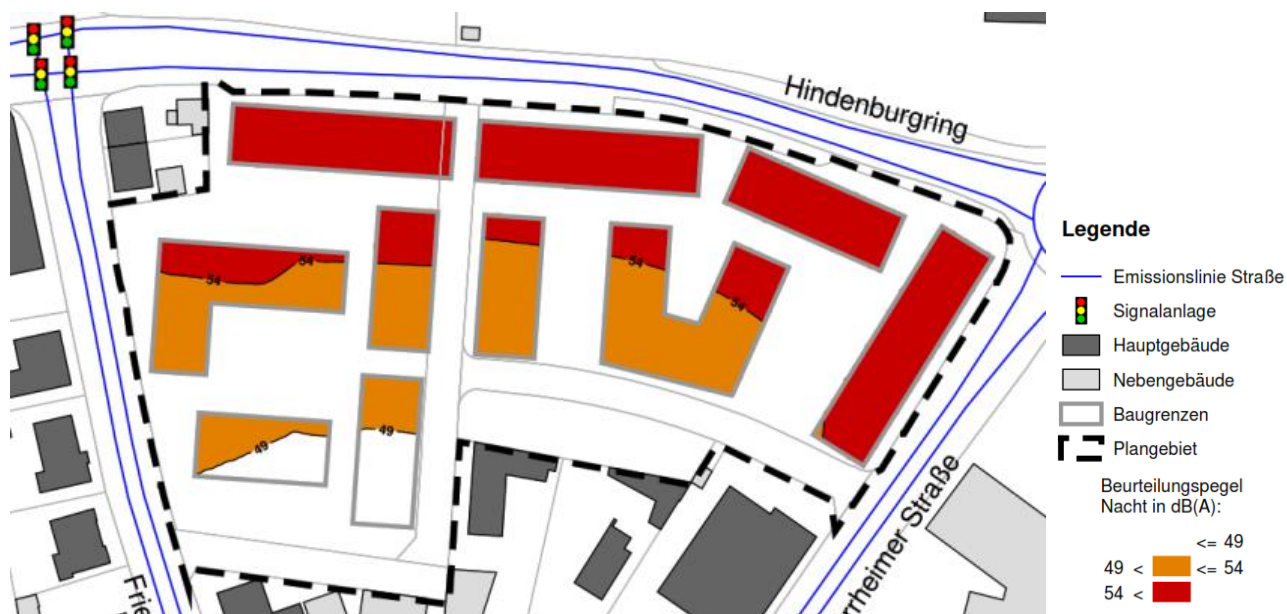 Hindenburgring
54
54
54
54
49
49
Frie
rrheimer Straße
Legende
Emissionslinie Straße
Signalanlage
Hauptgebäude
Nebengebäude
Baugrenzen
Plangebiet
Beurteilungspegel
Nacht in dB(A):
<= 49
49 < <= 54
54 <